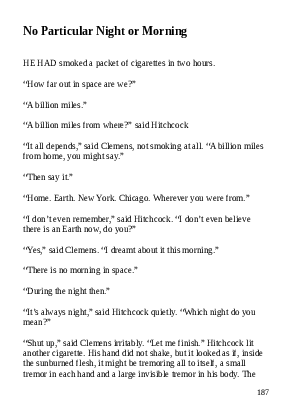 No Particular Night or Morning
HE HAD smoked a packet of cigarettes in two hours.
“How far out in space are we?”
“A billion miles.”
“A billion miles from where?” said Hitchcock
“It all depends,” said Clemens, not smoking at all. “A billion miles
from home, you might say.”
“Then say it.”
“Home. Earth. New York. Chicago. Wherever you were from.”
“I don’t even remember,” said Hitchcock. “I don’t even believe
there is an Earth now, do you?”
“Yes,” said Clemens. “I dreamt about it this morning.”
“There is no morning in space.”
“During the night then.”
“It’s always night,” said Hitchcock quietly. “Which night do you
mean?”
“Shut up,” said Clemens irritably. “Let me finish.” Hitchcock lit
another cigarette. His hand did not shake, but it looked as if, inside
the sunburned flesh, it might be tremoring all to itself, a small
tremor in each hand and a large invisible tremor in his body. The
187